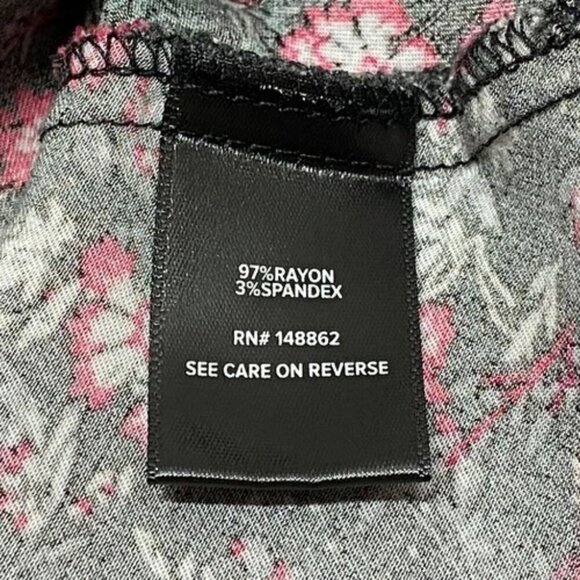 97%RAYON
3%SPANDEX
RN# 148862
SEE CARE ON REVERSE